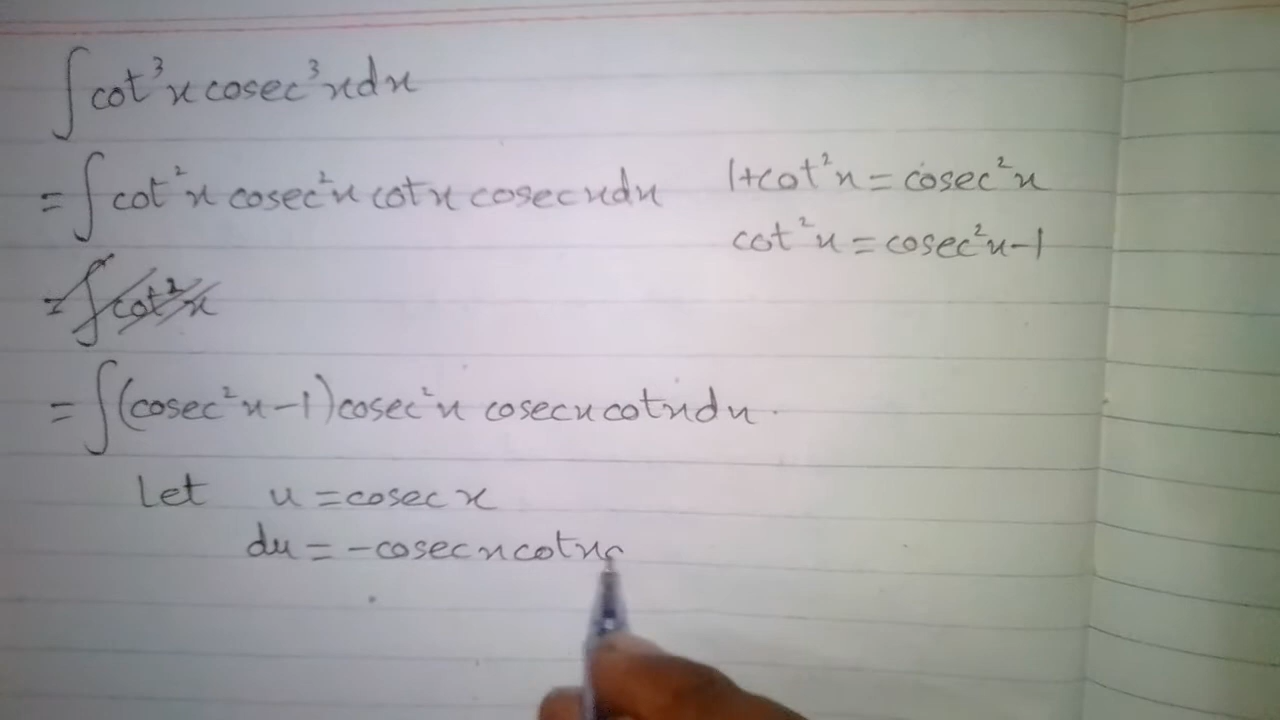 ∫cot³x cosec³x dx
= ∫cot²x cosec²x cotx cosecx dx
1+cot²x = cosec²x
cot²x = cosec²x-1
= ∫cot²x
= ∫(cosec²x-1)cosec²x cosecx cotx dx
Let u = cosec x
du = -cosecx cotx